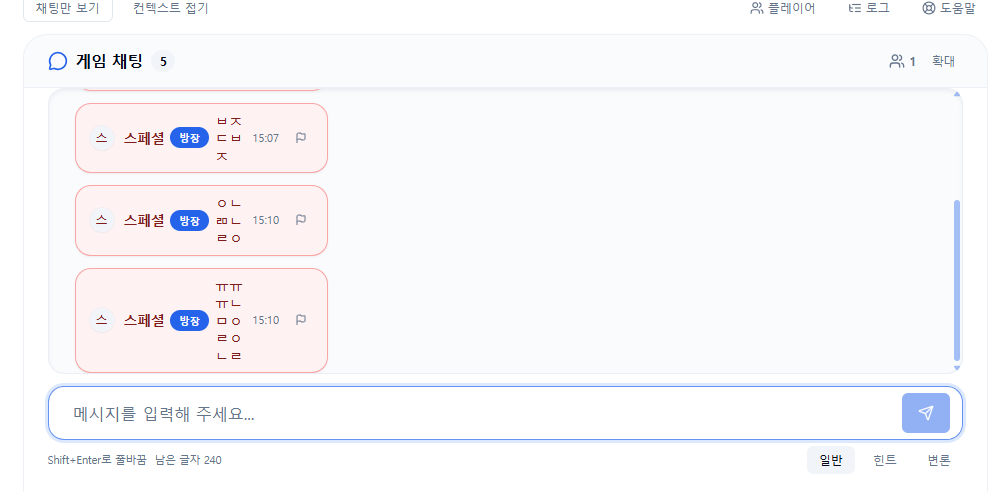 채팅만 보기 컨텍스트 접기 플레이어 로그 도움말
게임 채팅 5 1 확대
스 스페셜 방장 ㅂㅈ
ㄷㅂ
ㅈ 15:07
스 스페셜 방장 ㅇㄴ
ㄻㄴ
ㄹㅇ 15:10
스 스페셜 방장 ㅠㅠ
ㅠㄴ
ㅁㅇ
ㄹㅇ
ㄴㄹ 15:10
메시지를 입력해 주세요...
Shift+Enter로 줄바꿈 남은 글자 240 일반 힌트 변론